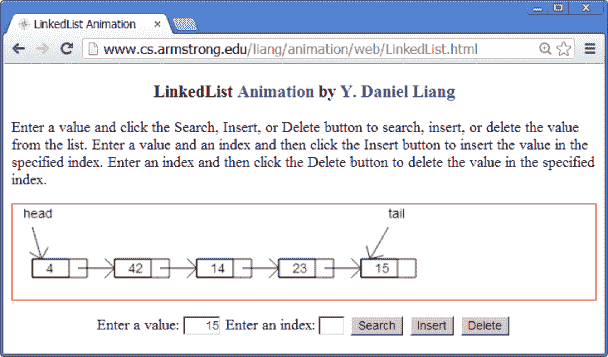 LinkedList Animation
www.cs.armstrong.edu/liang/animation/web/LinkedList.html
LinkedList Animation by Y. Daniel Liang
Enter a value and click the Search, Insert, or Delete button to search, insert, or delete the value
from the list. Enter a value and an index and then click the Insert button to insert the value in the
specified index. Enter an index and then click the Delete button to delete the value in the specified
index.
head tail
4 42 14 23 15
Enter a value: 15 Enter an index: Search Insert Delete